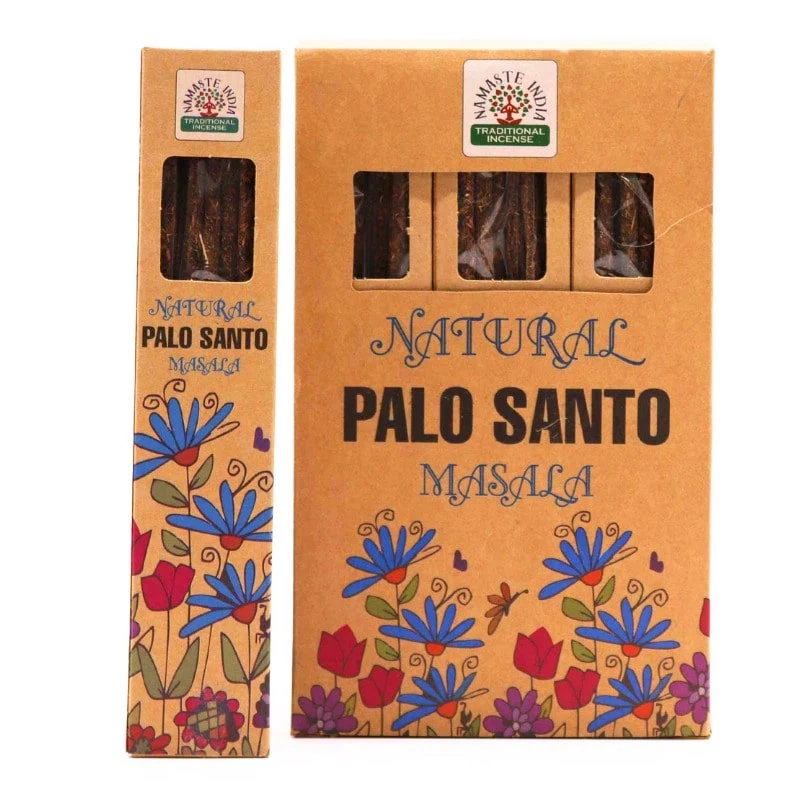 NAMASTE INDIA
TRADITIONAL
INCENSE
NATURAL
PALO SANTO
MASALA
NAMASTE INDIA
TRADITIONAL
INCENSE
NATURAL
PALO SANTO
MASALA